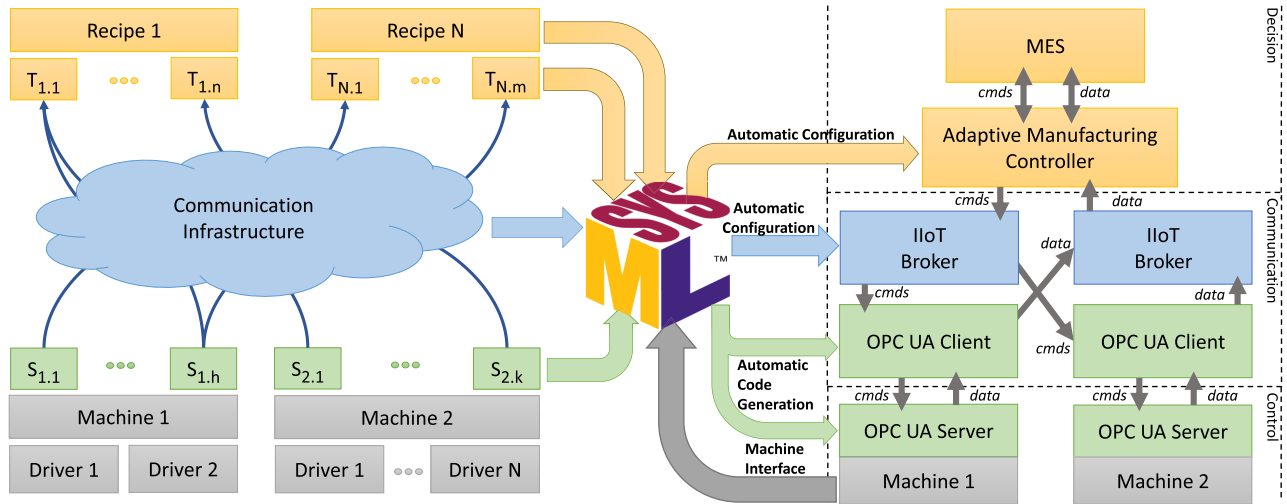 Recipe 1
Recipe N
T1.1
T1.n
TN.1
TN.m
Communication
Infrastructure
S1.1
S1.h
S2.1
S2.k
Machine 1
Machine 2
Driver 1
Driver 2
Driver 1
Driver N
SYS
ML
TM
Automatic Configuration
Automatic
Configuration
Automatic
Code
Generation
Machine
Interface
Decision
MES
cmds
data
Adaptive Manufacturing
Controller
cmds
data
Communication
IIoT
Broker
IIoT
Broker
cmds
data
data
cmds
OPC UA Client
OPC UA Client
Control
cmds
data
cmds
data
OPC UA Server
OPC UA Server
Machine 1
Machine 2